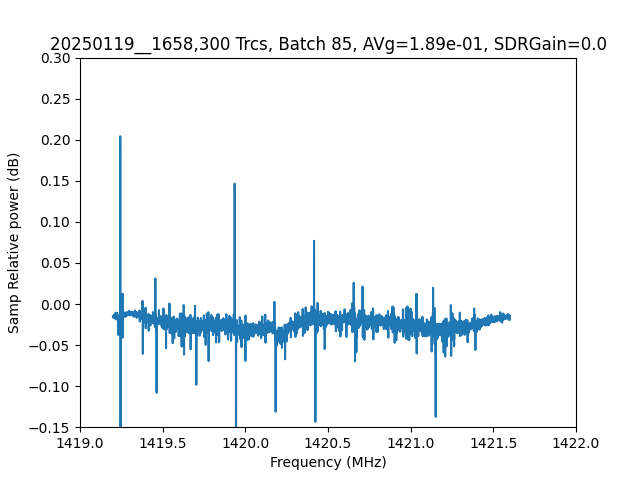 20250119__1658,300 Trcs, Batch 85, AVg=1.89e-01, SDRGain=0.0
0.30
0.25
0.20
0.15
0.10
0.05
0.00
−0.05
−0.10
−0.15
Samp Relative power (dB)
1419.0 1419.5 1420.0 1420.5 1421.0 1421.5 1422.0
Frequency (MHz)